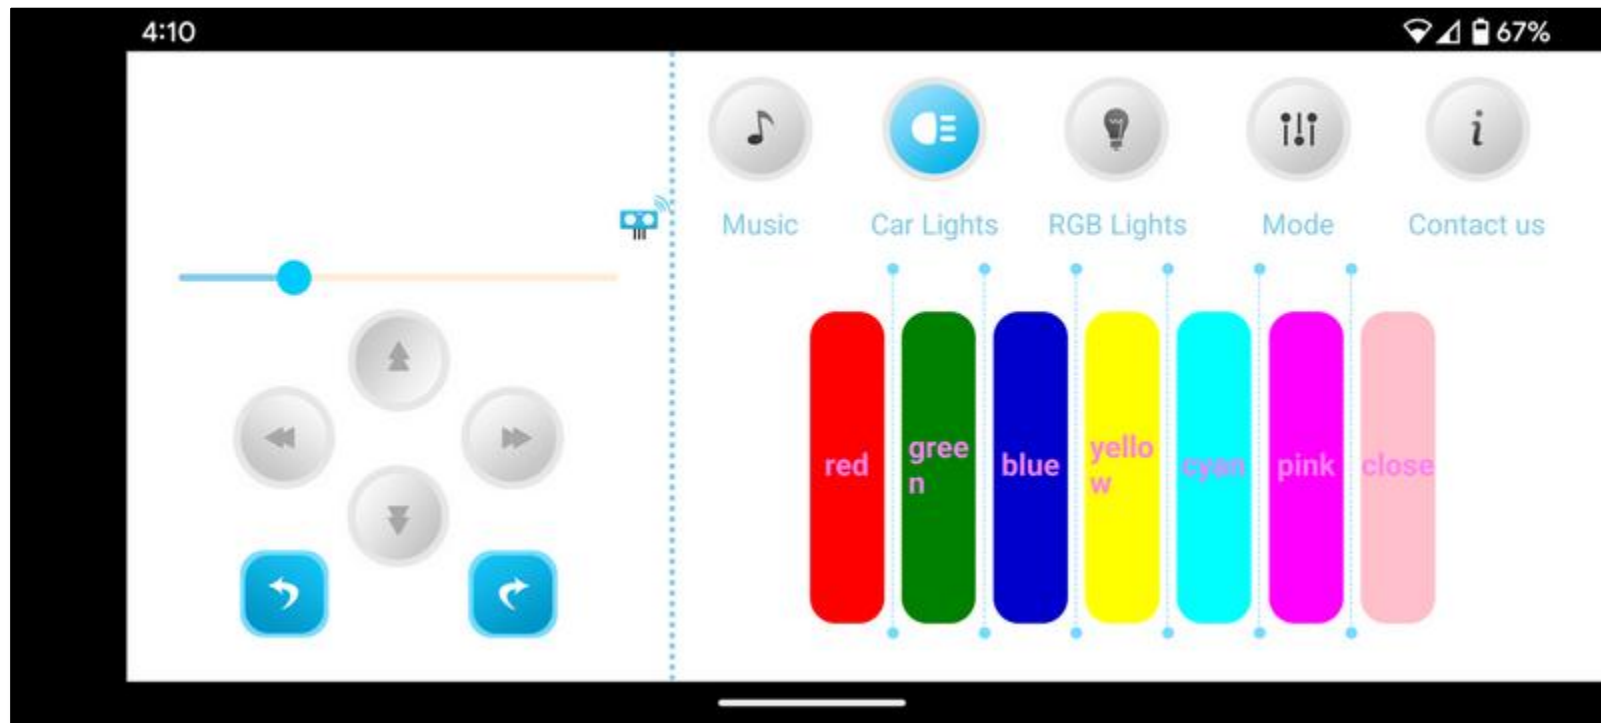 4:10
67%
Music
Car Lights
RGB Lights
Mode
Contact us
red
gree
n
blue
yello
w
cyan
pink
close